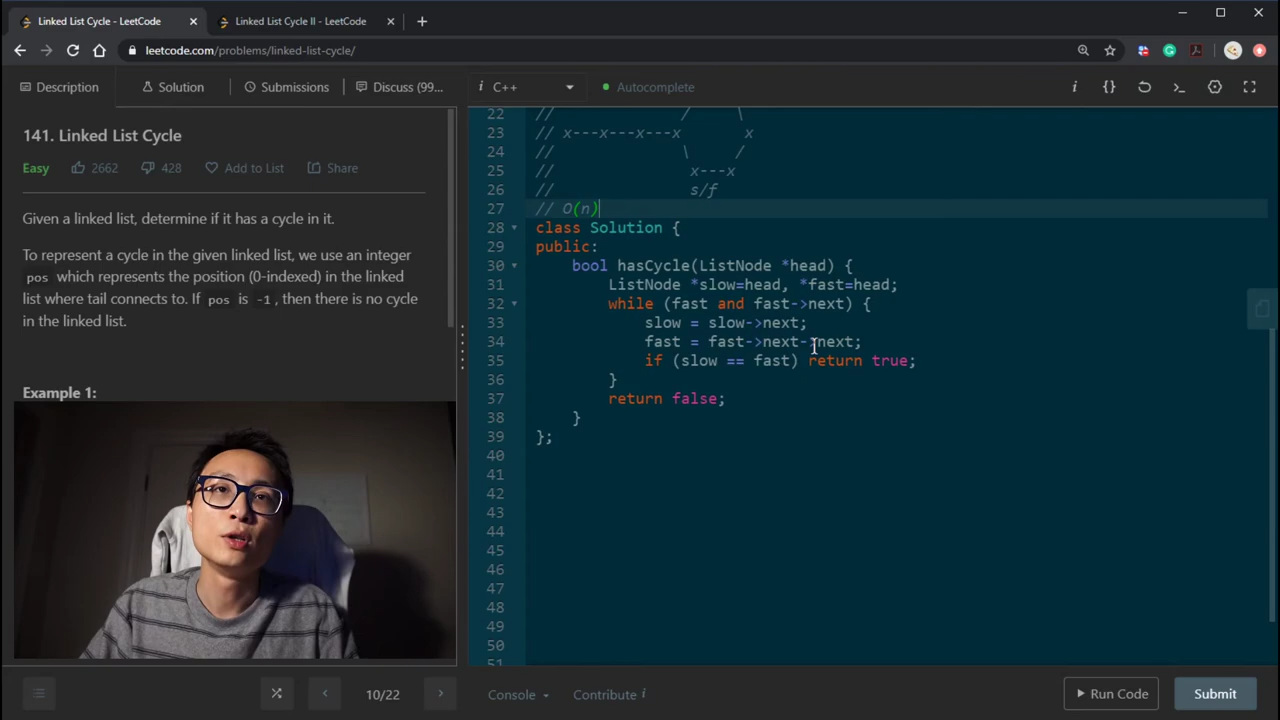 Linked List Cycle - LeetCode
Linked List Cycle II - LeetCode
leetcode.com/problems/linked-list-cycle/
Description
Solution
Submissions
Discuss (99...
i C++
Autocomplete
141. Linked List Cycle
Easy 2662 428 Add to List Share
Given a linked list, determine if it has a cycle in it.
To represent a cycle in the given linked list, we use an integer
pos which represents the position (0-indexed) in the linked
list where tail connects to. If pos is -1, then there is no cycle
in the linked list.
Example 1:
22 // / \
23 // x---x---x---x x
24 // \ /
25 // x---x
26 // s/f
27 // O(n)
28 class Solution {
29 public:
30 bool hasCycle(ListNode *head) {
31 ListNode *slow=head, *fast=head;
32 while (fast and fast->next) {
33 slow = slow->next;
34 fast = fast->next->next;
35 if (slow == fast) return true;
36 }
37 return false;
38 }
39 };
40
41
42
43
44
45
46
47
48
49
50
51
10/22
Console
Contribute i
Run Code
Submit